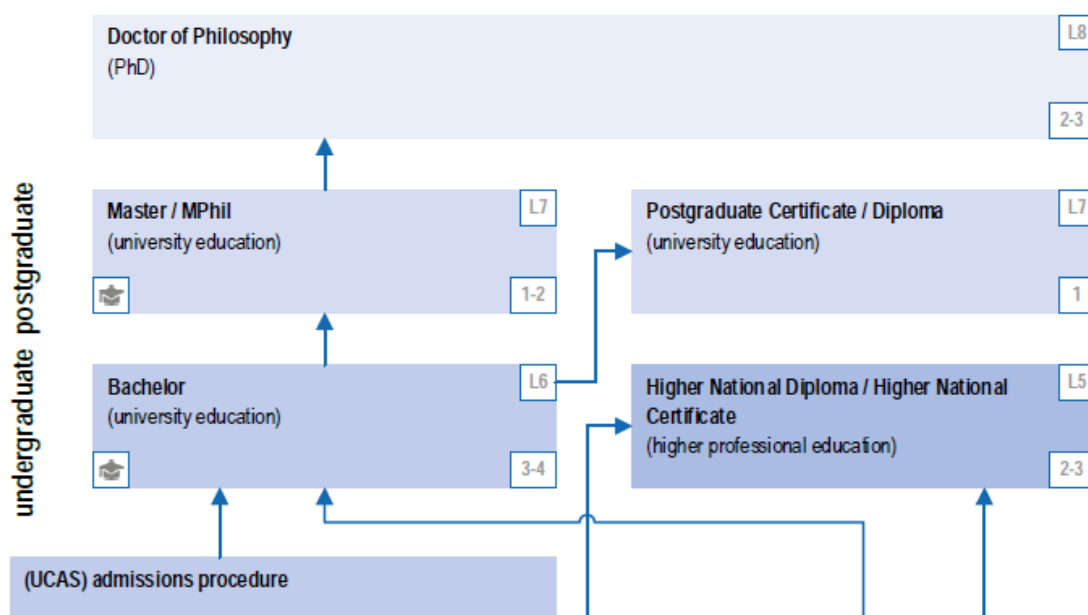 Doctor of Philosophy
(PhD)
L8
2-3
Master / MPhil
(university education)
L7
1-2
Postgraduate Certificate / Diploma
(university education)
L7
1
Bachelor
(university education)
L6
3-4
Higher National Diploma / Higher National
Certificate
(higher professional education)
L5
2-3
undergraduate postgraduate
(UCAS) admissions procedure